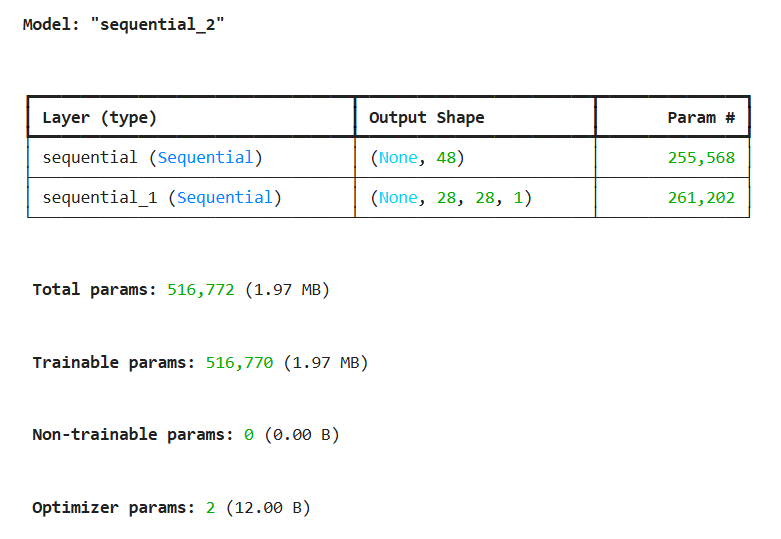 Model: "sequential_2"
Layer (type) Output Shape Param #
sequential (Sequential) (None, 48) 255,568
sequential_1 (Sequential) (None, 28, 28, 1) 261,202
Total params: 516,772 (1.97 MB)
Trainable params: 516,770 (1.97 MB)
Non-trainable params: 0 (0.00 B)
Optimizer params: 2 (12.00 B)